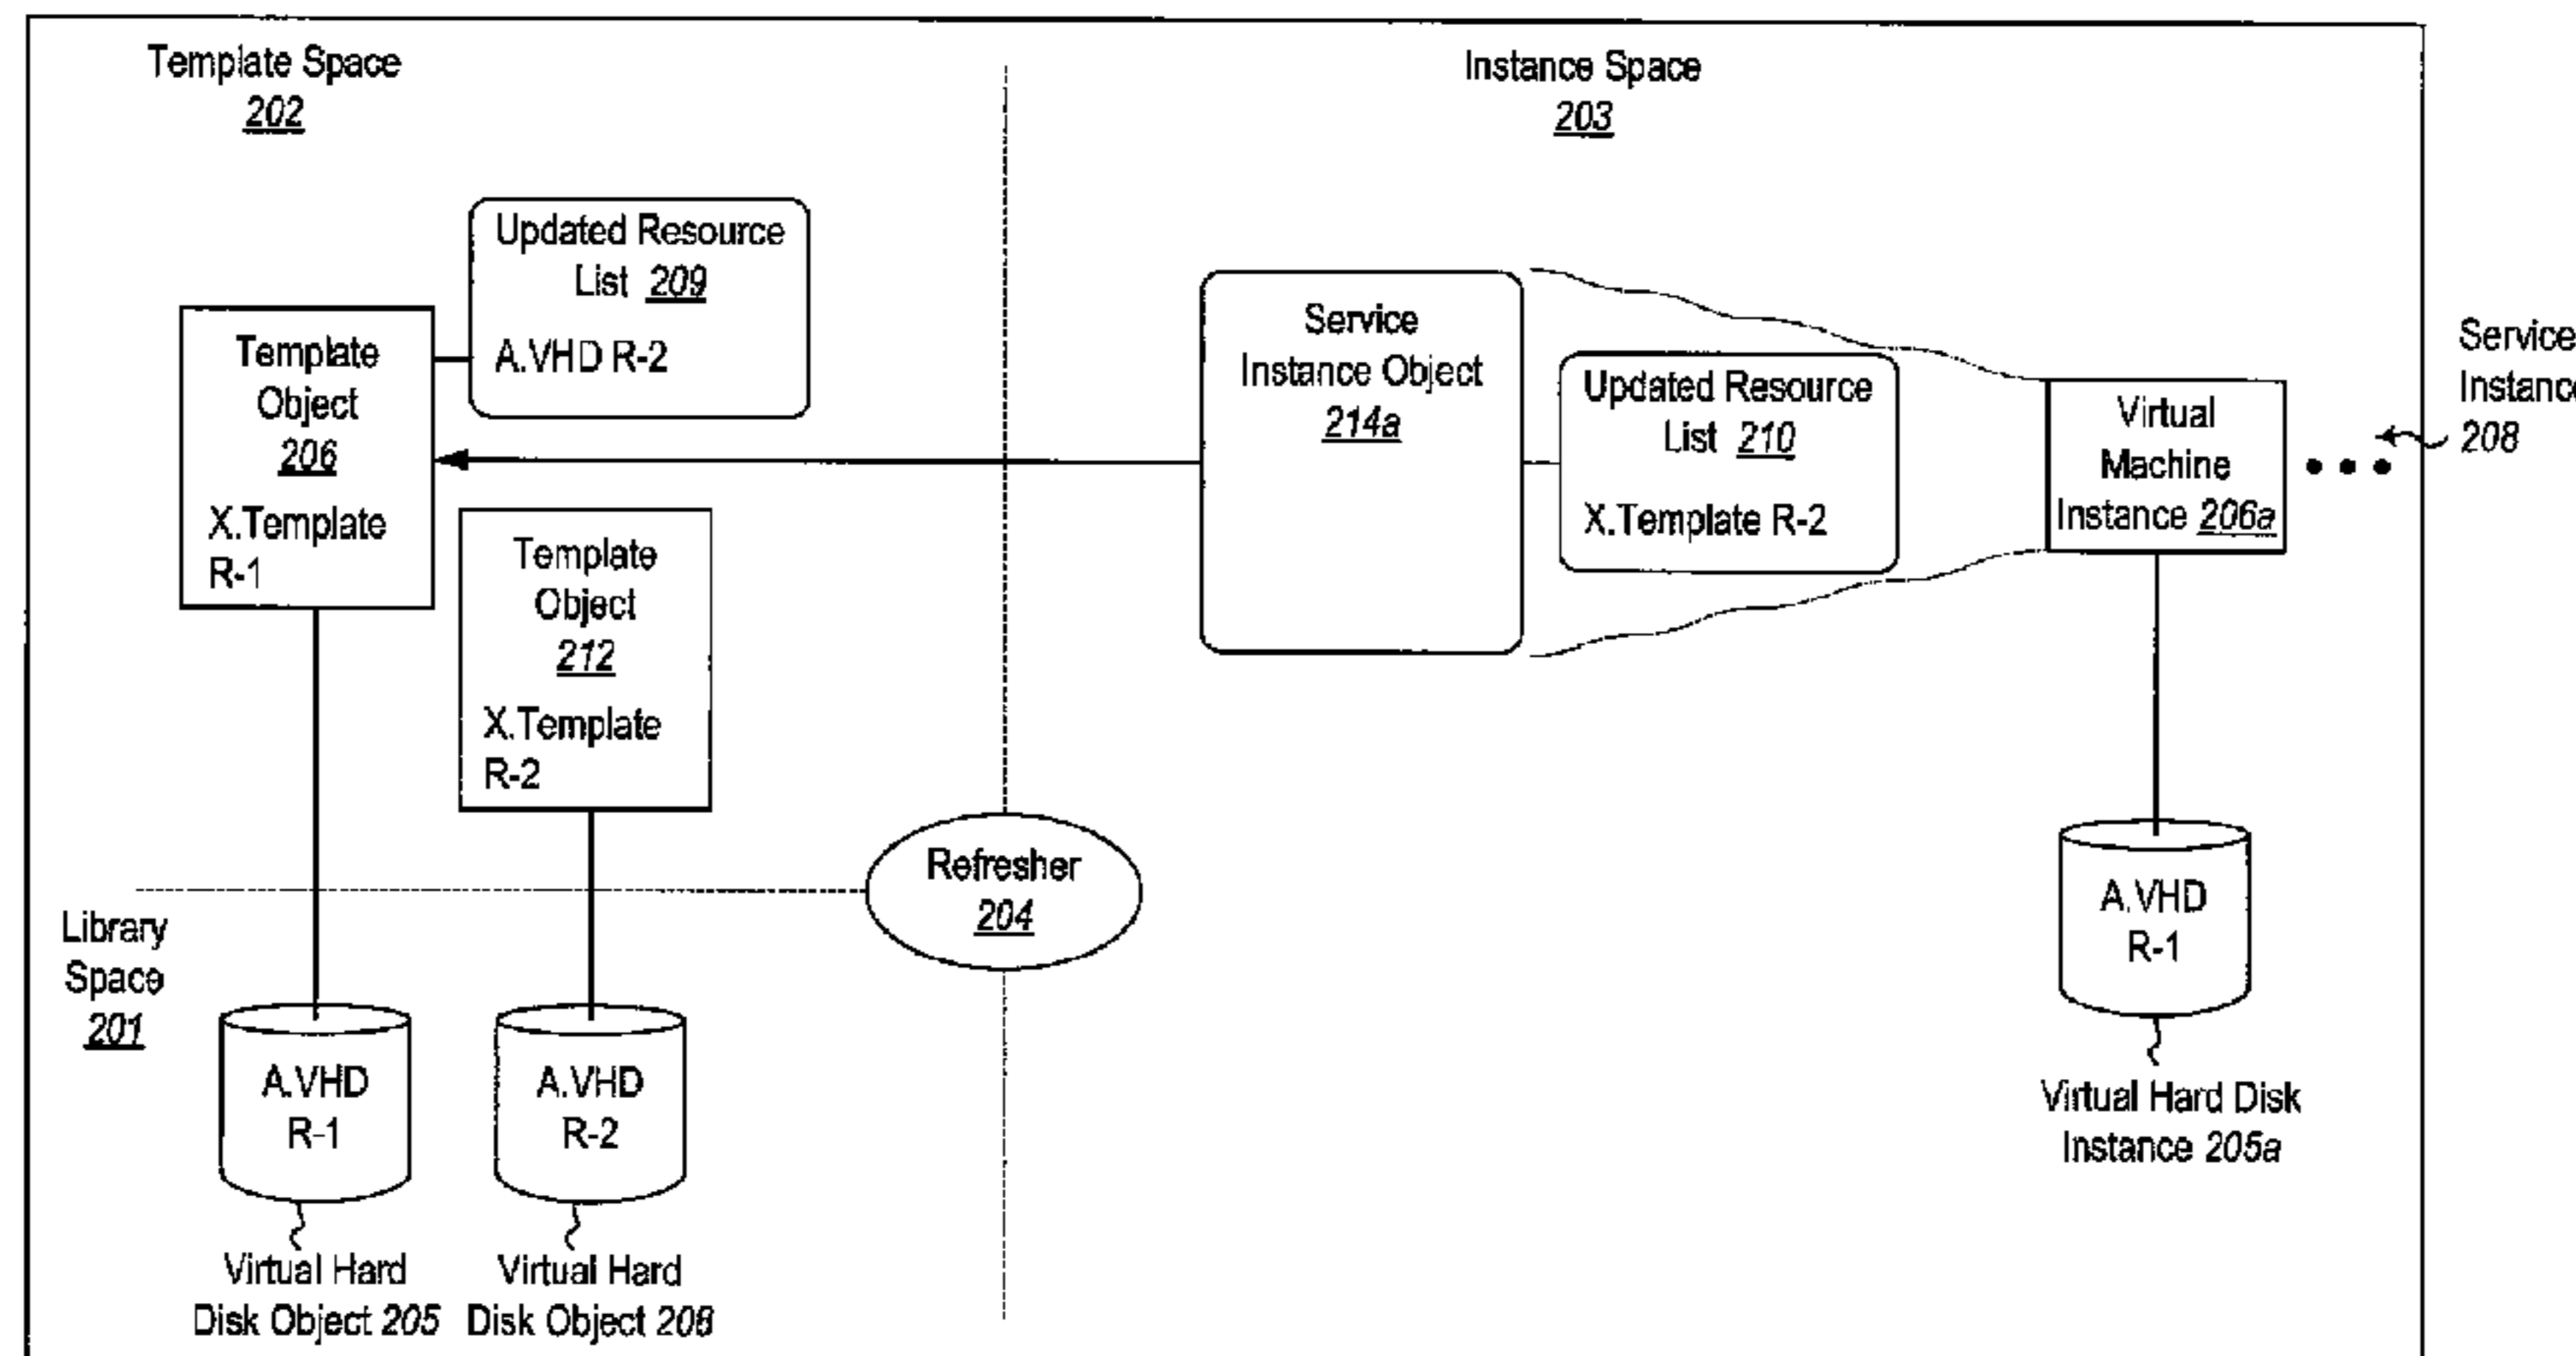 Template Space
202
Instance Space
203
Updated Resource
List 209
A.VHD R-2
Template
Object
206
X.Template
R-1
Service
Instance Object
214a
Updated Resource
List 210
X.Template R-2
Virtual
Machine
Instance 206a
Service
Instance
208
Template
Object
212
X.Template
R-2
Refresher
204
Library
Space
201
A.VHD
R-1
A.VHD
R-2
A.VHD
R-1
Virtual Hard Disk
Instance 205a
Virtual Hard
Disk Object 205
Virtual Hard
Disk Object 208